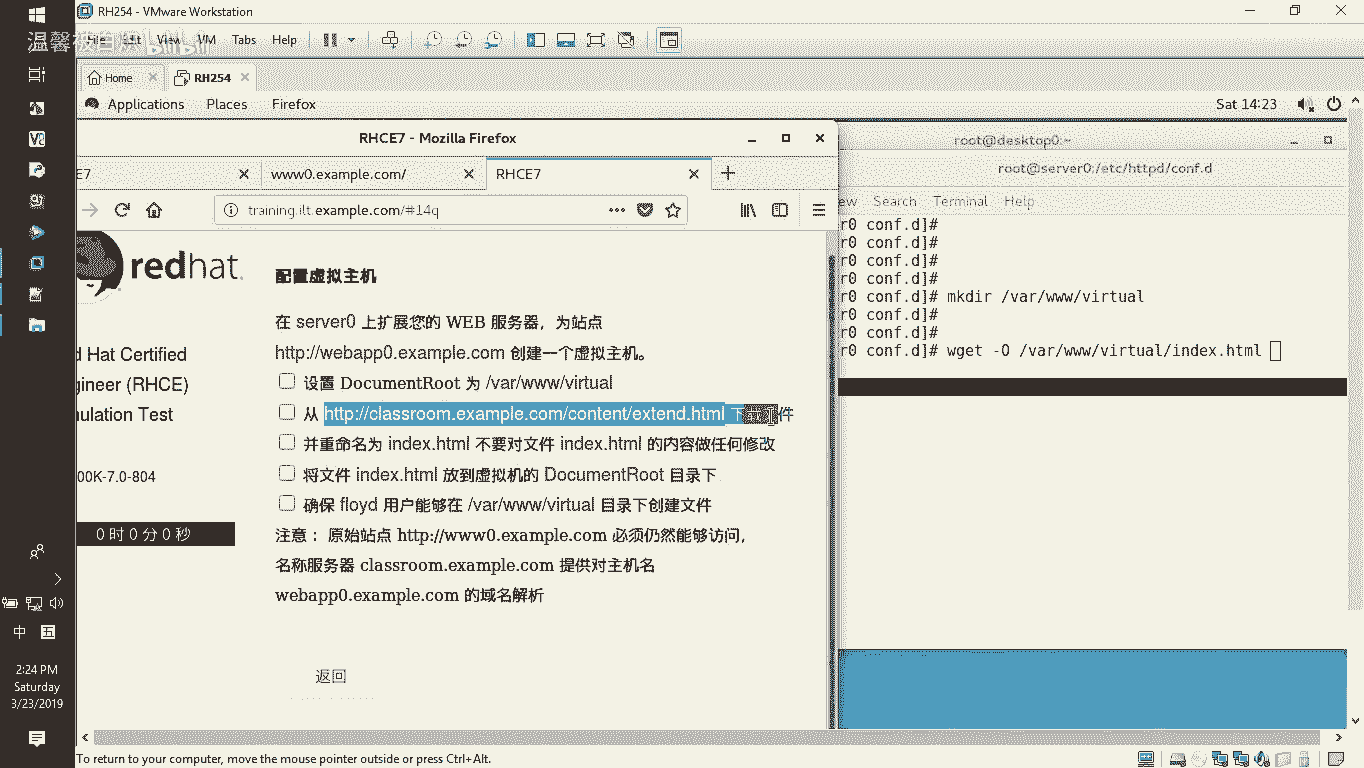 RH254 - VMware Workstation
File Edit View VM Tabs Help
Home
RH254
Applications Places Firefox
Sat 14:23
RHCE7 - Mozilla Firefox
E7
www0.example.com/
RHCE7
training.ilt.example.com/#14q
redhat.
d Hat Certified
gineer (RHCE)
nulation Test
00K-7.0-804
0 时 0 分 0 秒
配置虚拟主机
在 server0 上扩展您的 WEB 服务器，为站点
http://webapp0.example.com 创建一个虚拟主机。
设置 DocumentRoot 为 /var/www/virtual
从 http://classroom.example.com/content/extend.html 下载文件
并重命名为 index.html 不要对文件 index.html 的内容做任何修改
将文件 index.html 放到虚拟机的 DocumentRoot 目录下
确保 floyd 用户能够在 /var/www/virtual 目录下创建文件
注意 ：原始站点 http://www0.example.com 必须仍然能够访问，
名称服务器 classroom.example.com 提供对主机名
webapp0.example.com 的域名解析
返回
root@desktop0:~
root@server0:/etc/httpd/conf.d
ew Search Terminal Help
r0 conf.d]#
r0 conf.d]#
r0 conf.d]#
r0 conf.d]#
r0 conf.d]# mkdir /var/www/virtual
r0 conf.d]#
r0 conf.d]#
r0 conf.d]# wget -O /var/www/virtual/index.html
中
五
2:24 PM
Saturday
3/23/2019
To return to your computer, move the mouse pointer outside or press Ctrl+Alt.